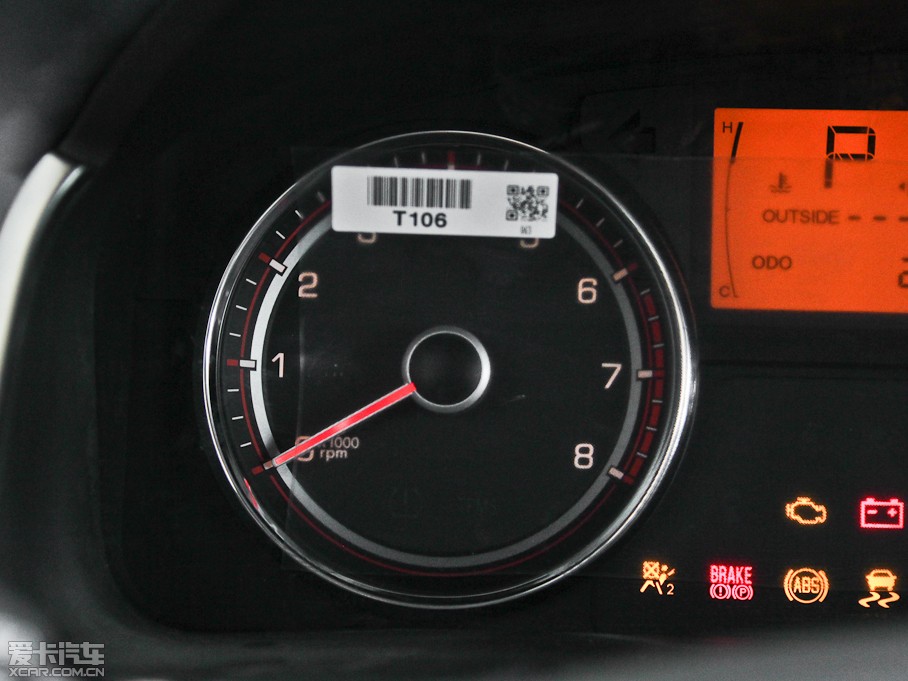 T106
H P
OUTSIDE ---
ODO
C
2
6
1
7
x1000
rpm
8
2
BRAKE
(!)(P)
ABS
爱卡汽车
XCAR.COM.CN